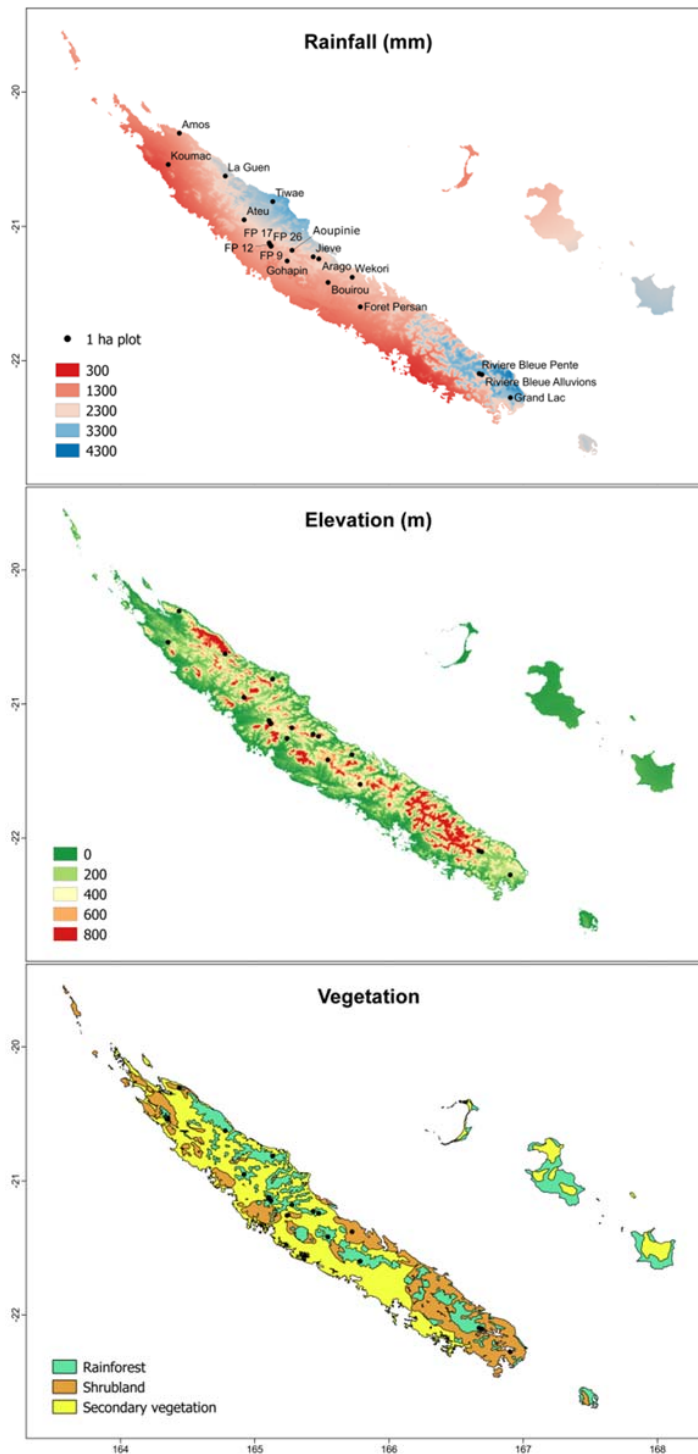 Rainfall (mm)
-20
Amos
Koumac
La Guen
Tiwae
-21
Ateu
FP 17
FP 26
Aoupinie
FP 12
FP 9
Jieve
Gohapin
Arago
Wekori
Bouirou
Foret Persan
1 ha plot
-22
300
Riviere Bleue Pente
1300
Riviere Bleue Alluvions
2300
Grand Lac
3300
4300
Elevation (m)
-20
-21
-22
0
200
400
600
800
Vegetation
-20
-21
-22
Rainforest
Shrubland
Secondary vegetation
164
165
166
167
168